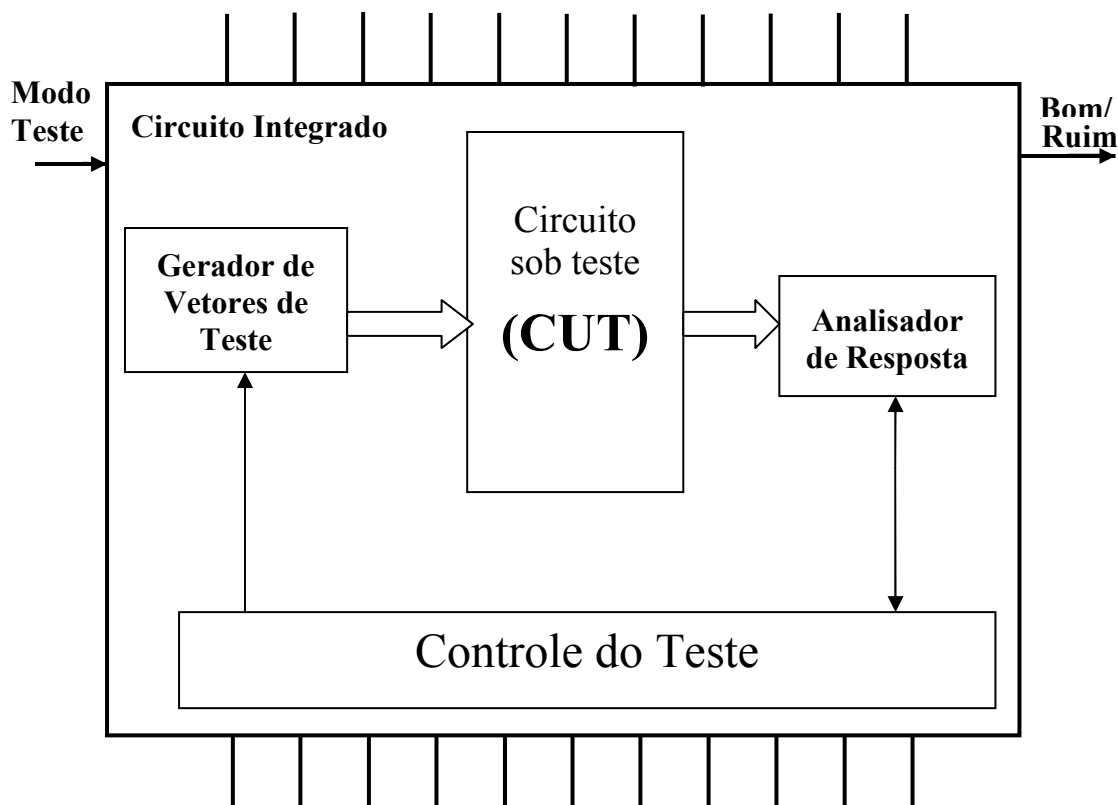 Modo
Teste
Circuito Integrado
Bom/
Ruim
Circuito
sob teste
(CUT)
Gerador de
Vetores de
Teste
Analisador
de Resposta
Controle do Teste